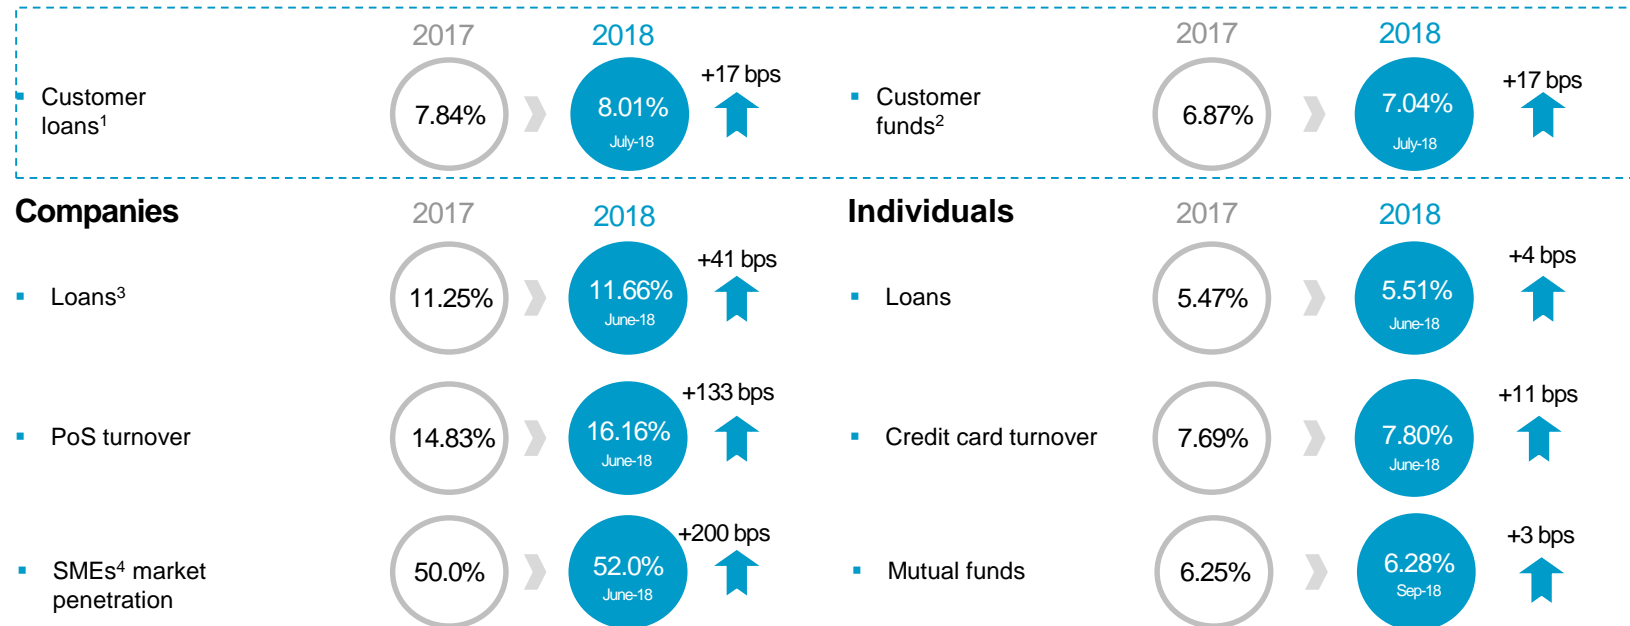 2017 2018 2017 2018
▪ Customer loans¹ 7.84% 8.01% July-18 +17 bps
▪ Customer funds² 6.87% 7.04% July-18 +17 bps
Companies 2017 2018
Individuals 2017 2018
▪ Loans³ 11.25% 11.66% June-18 +41 bps
▪ Loans 5.47% 5.51% June-18 +4 bps
▪ PoS turnover 14.83% 16.16% June-18 +133 bps
▪ Credit card turnover 7.69% 7.80% June-18 +11 bps
▪ SMEs⁴ market penetration 50.0% 52.0% June-18 +200 bps
▪ Mutual funds 6.25% 6.28% Sep-18 +3 bps